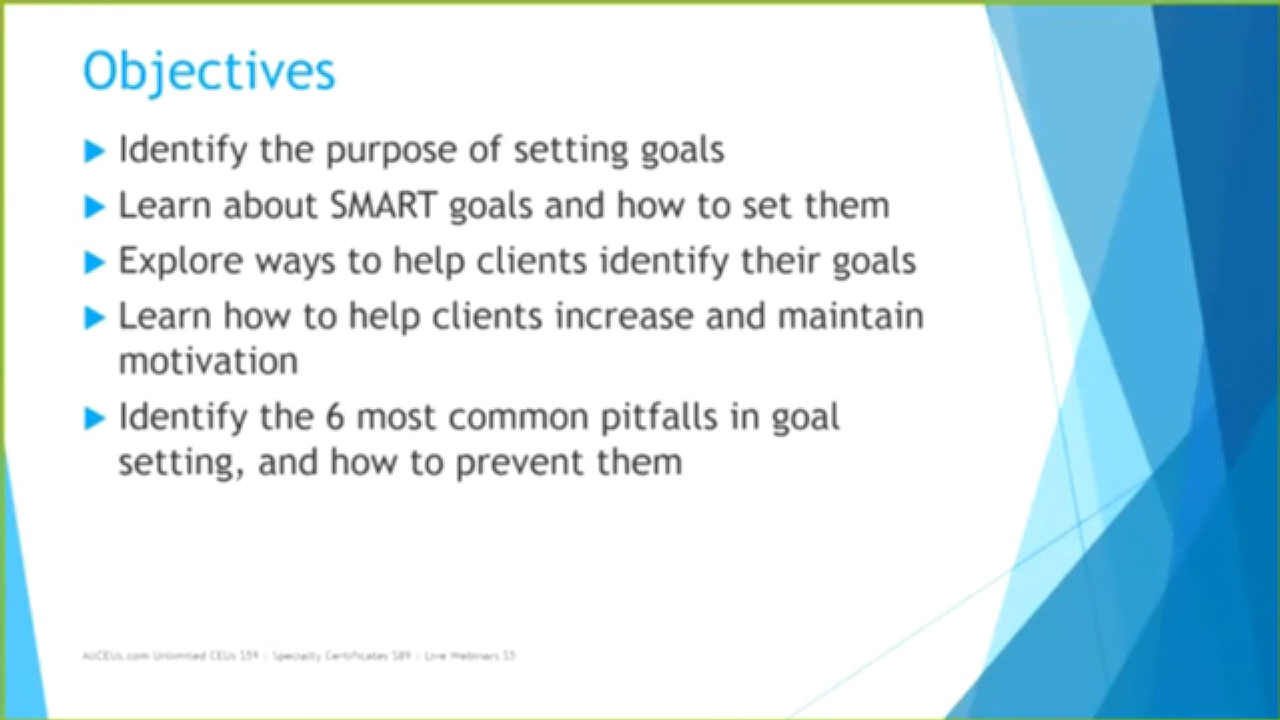 Objectives
Identify the purpose of setting goals
Learn about SMART goals and how to set them
Explore ways to help clients identify their goals
Learn how to help clients increase and maintain
motivation
Identify the 6 most common pitfalls in goal
setting, and how to prevent them
AllCEUs.com Unlimited CEUs $59 | Specialty Certificates $89 | Live Webinars $5